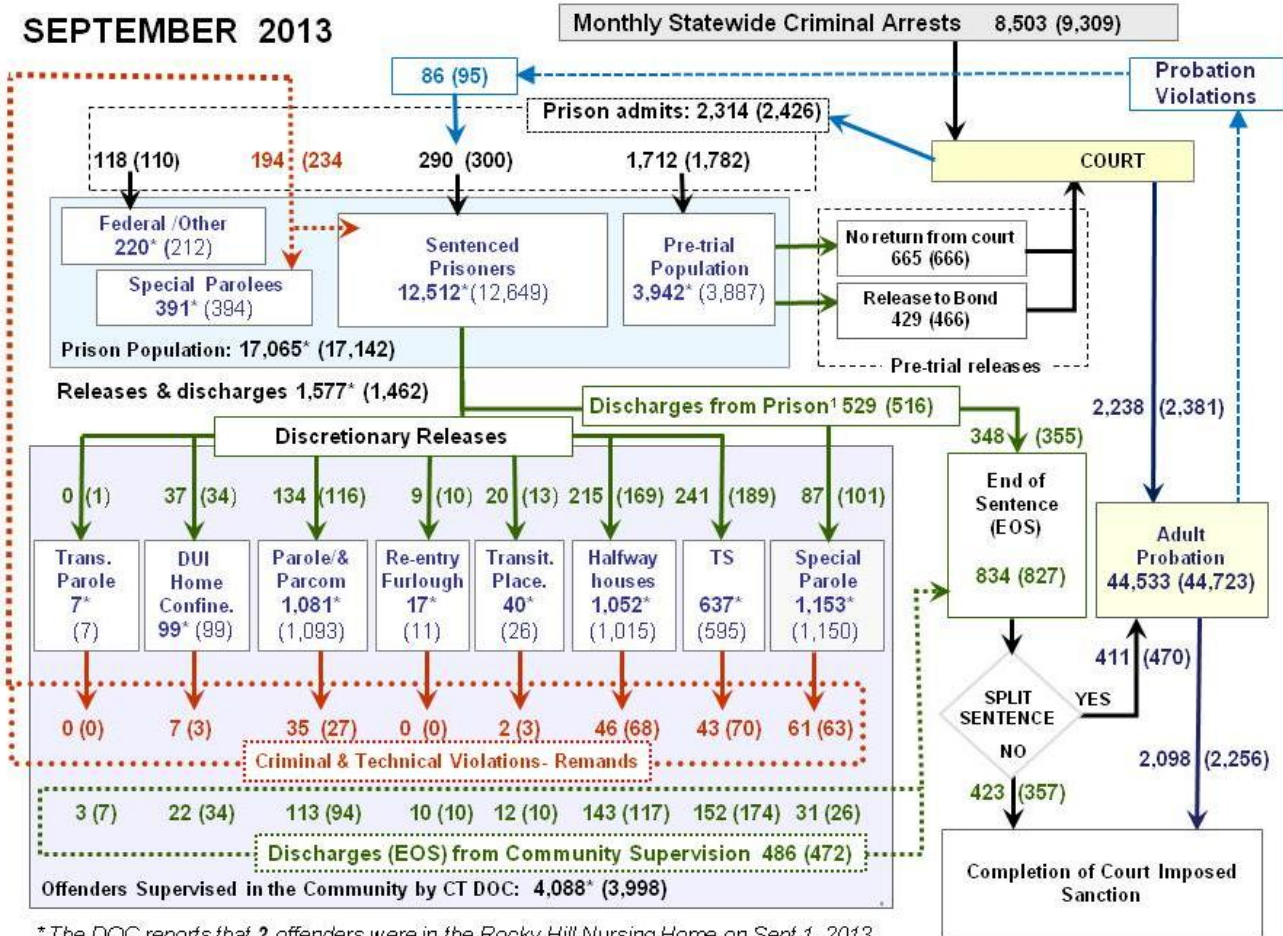 SEPTEMBER 2013
Monthly Statewide Criminal Arrests 8,503 (9,309)
86 (95)
Probation
Violations
Prison admits: 2,314 (2,426)
118 (110)
194 (234
290 (300)
1,712 (1,782)
COURT
Federal /Other
220* (212)
Special Parolees
391* (394)
Sentenced
Prisoners
12,512*(12,649)
Pre-trial
Population
3,942* (3,887)
No return from court
665 (666)
Release to Bond
429 (466)
Pre-trial releases
Prison Population: 17,065* (17,142)
Releases & discharges 1,577* (1,462)
Discharges from Prison¹ 529 (516)
2,238 (2,381)
Discretionary Releases
348 (355)
0 (1)
37 (34)
134 (116)
9 (10)
20 (13)
215 (169)
241 (189)
87 (101)
Trans.
Parole
7*
(7)
DUI
Home
Confine.
99* (99)
Parole/&
Parcom
1,081*
(1,093)
Re-entry
Furlough
17*
(11)
Transit.
Place.
40*
(26)
Halfway
houses
1,052*
(1,015)
TS
637*
(595)
Special
Parole
1,153*
(1,150)
End of
Sentence
(EOS)
834 (827)
Adult
Probation
44,533 (44,723)
411 (470)
0 (0)
7 (3)
35 (27)
0 (0)
2 (3)
46 (68)
43 (70)
61 (63)
Criminal & Technical Violations- Remands
SPLIT
SENTENCE
YES
NO
2,098 (2,256)
423 (357)
3 (7)
22 (34)
113 (94)
10 (10)
12 (10)
143 (117)
152 (174)
31 (26)
Discharges (EOS) from Community Supervision 486 (472)
Offenders Supervised in the Community by CT DOC: 4,088* (3,998)
Completion of Court Imposed
Sanction
* The DOC reports that 2 offenders were in the Rocky Hill Nursing Home on Sept 1, 2013